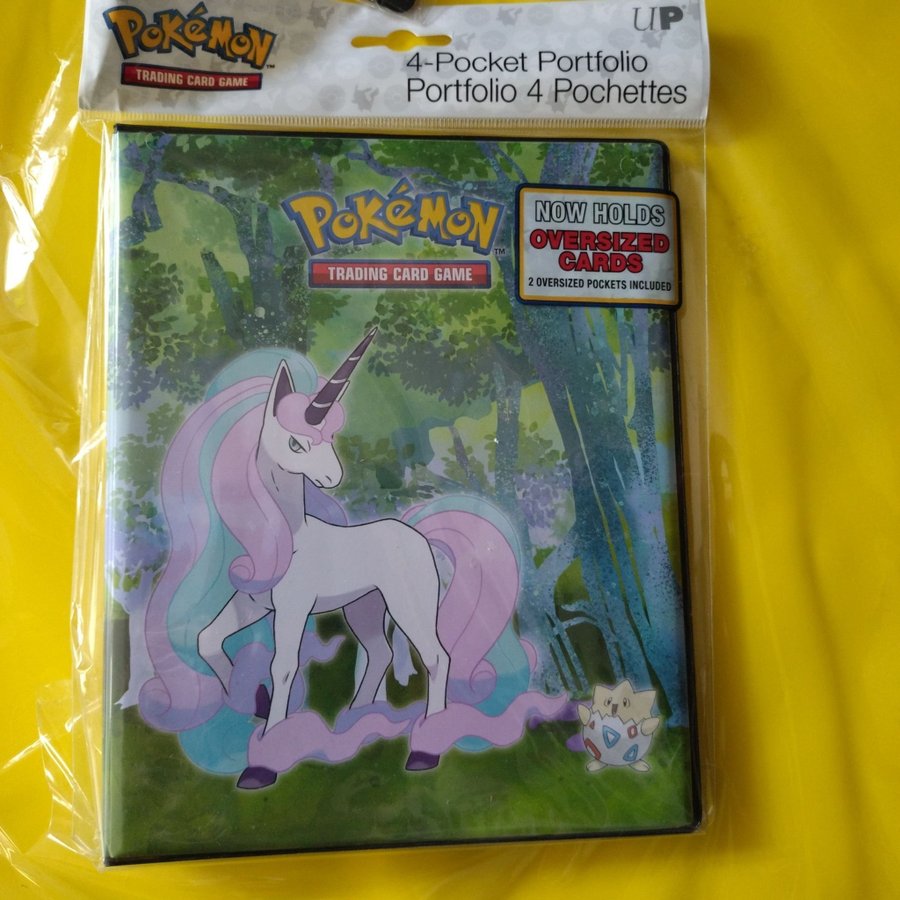 Pokémon
TRADING CARD GAME
UP
4-Pocket Portfolio
Portfolio 4 Pochettes
POKéMON
TM
TRADING CARD GAME
NOW HOLDS
OVERSIZED
CARDS
2 OVERSIZED POCKETS INCLUDED